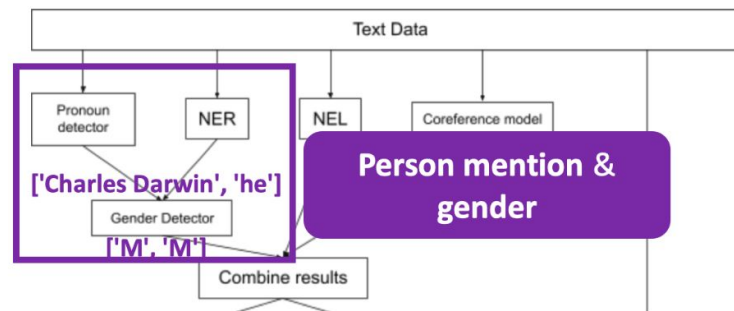 Text Data
Pronoun
detector
NER
NEL
Coreference model
['Charles Darwin', 'he']
Person mention &
gender
Gender Detector
['M', 'M']
Combine results